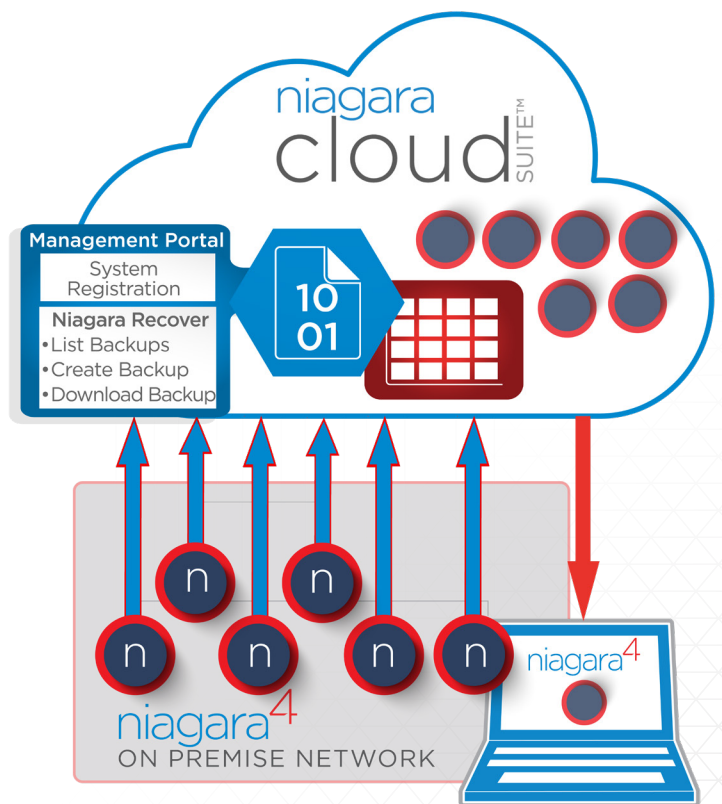 niagara
cloud SUITE™
Management Portal
System
Registration
Niagara Recover
•List Backups
•Create Backup
•Download Backup
10
01
n
n
n
n
n
n
niagara4
niagara4
ON PREMISE NETWORK